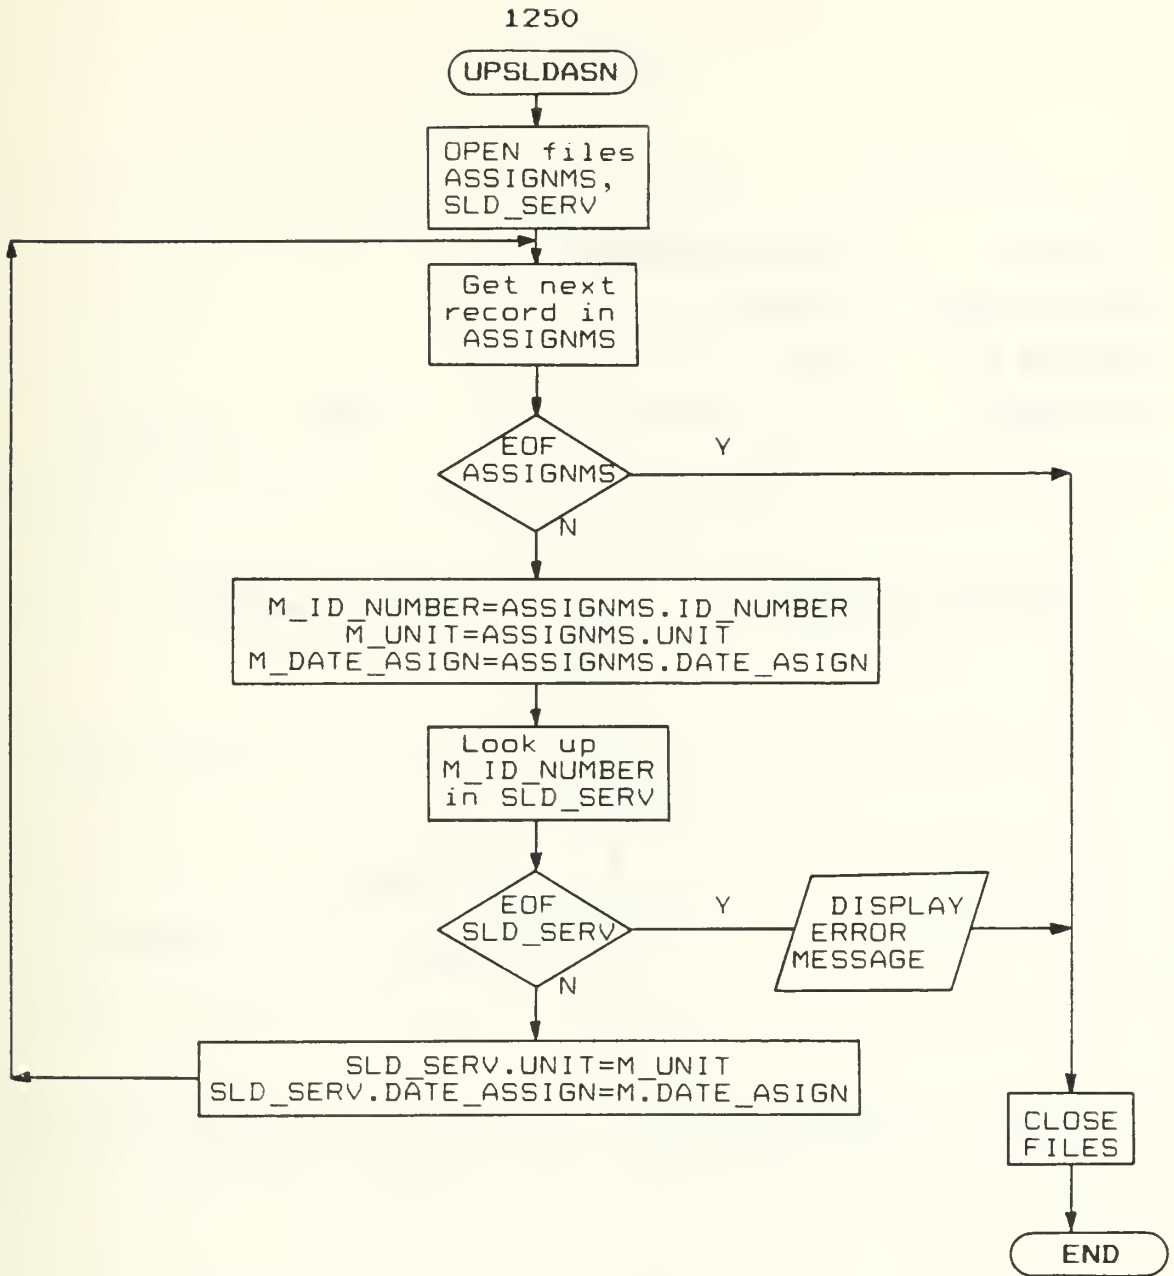 1250
UPSLDASN
OPEN files
ASSIGNMS,
SLD_SERV
Get next
record in
ASSIGNMS
EOF
ASSIGNMS
Y
N
M_ID_NUMBER=ASSIGNMS.ID_NUMBER
M_UNIT=ASSIGNMS.UNIT
M_DATE_ASIGN=ASSIGNMS.DATE_ASIGN
Look up
M_ID_NUMBER
in SLD_SERV
EOF
SLD_SERV
Y
DISPLAY
ERROR
MESSAGE
N
SLD_SERV.UNIT=M_UNIT
SLD_SERV.DATE_ASSIGN=M.DATE_ASIGN
CLOSE
FILES
END